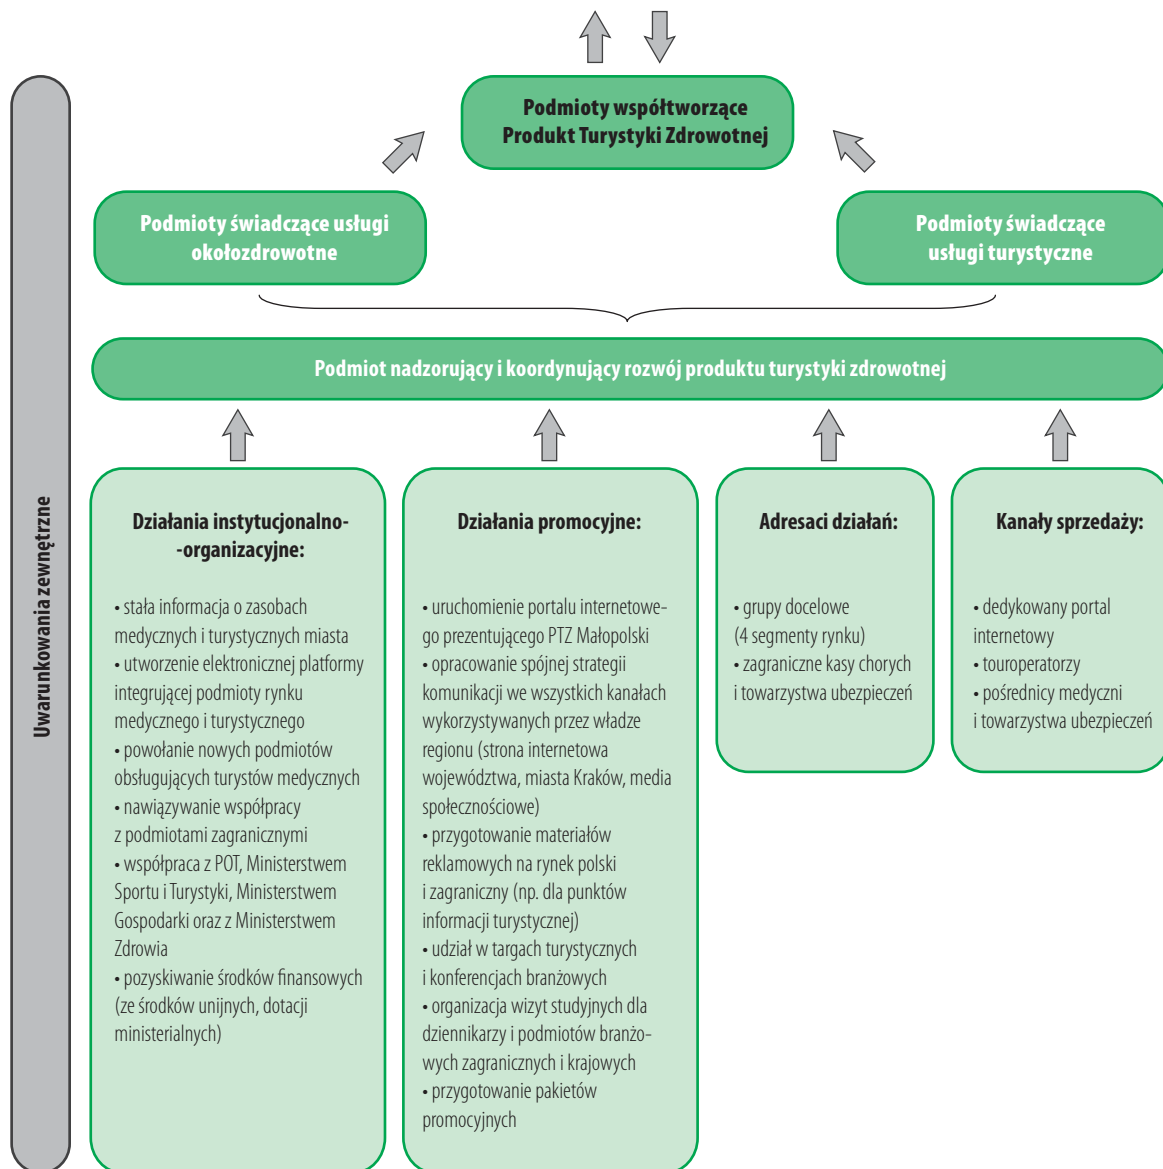 Podmioty współtworzące
Produkt Turystyki Zdrowotnej
Podmioty świadczące usługi
okołozdrowotne
Podmioty świadczące
usługi turystyczne
Podmiot nadzorujący i koordynujący rozwój produktu turystyki zdrowotnej
Uwarunkowania zewnętrzne
Działania instytucjonalno-
-organizacyjne:
• stała informacja o zasobach
medycznych i turystycznych miasta
• utworzenie elektronicznej platformy
integrującej podmioty rynku
medycznego i turystycznego
• powołanie nowych podmiotów
obsługujących turystów medycznych
• nawiązywanie współpracy
z podmiotami zagranicznymi
• współpraca z POT, Ministerstwem
Sportu i Turystyki, Ministerstwem
Gospodarki oraz z Ministerstwem
Zdrowia
• pozyskiwanie środków finansowych
(ze środków unijnych, dotacji
ministerialnych)
Działania promocyjne:
• uruchomienie portalu internetowe-
go prezentującego PTZ Małopolski
• opracowanie spójnej strategii
komunikacji we wszystkich kanałach
wykorzystywanych przez władze
regionu (strona internetowa
województwa, miasta Kraków, media
społecznościowe)
• przygotowanie materiałów
reklamowych na rynek polski
i zagraniczny (np. dla punktów
informacji turystycznej)
• udział w targach turystycznych
i konferencjach branżowych
• organizacja wizyt studyjnych dla
dziennikarzy i podmiotów branżo-
wych zagranicznych i krajowych
• przygotowanie pakietów
promocyjnych
Adresaci działań:
• grupy docelowe
(4 segmenty rynku)
• zagraniczne kasy chorych
i towarzystwa ubezpieczeń
Kanały sprzedaży:
• dedykowany portal
internetowy
• touroperatorzy
• pośrednicy medyczni
i towarzystwa ubezpieczeń